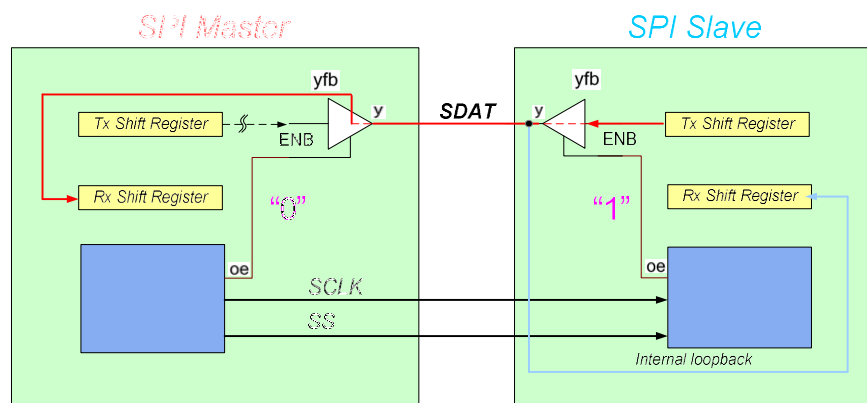 SPI Master
SPI Slave
yfb
yfb
y
SDAT
y
Tx Shift Register
ENB
ENB
Tx Shift Register
Rx Shift Register
“0”
“1”
Rx Shift Register
oe
oe
SCLK
SS
Internal loopback